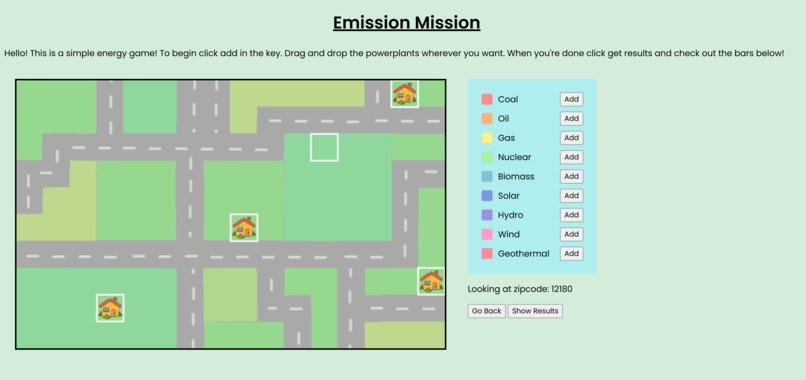 Emission Mission
Hello! This is a simple energy game! To begin click add in the key. Drag and drop the powerplants wherever you want. When you're done click get results and check out the bars below!
Coal Add
Oil Add
Gas Add
Nuclear Add
Biomass Add
Solar Add
Hydro Add
Wind Add
Geothermal Add
Looking at zipcode: 12180
Go Back Show Results